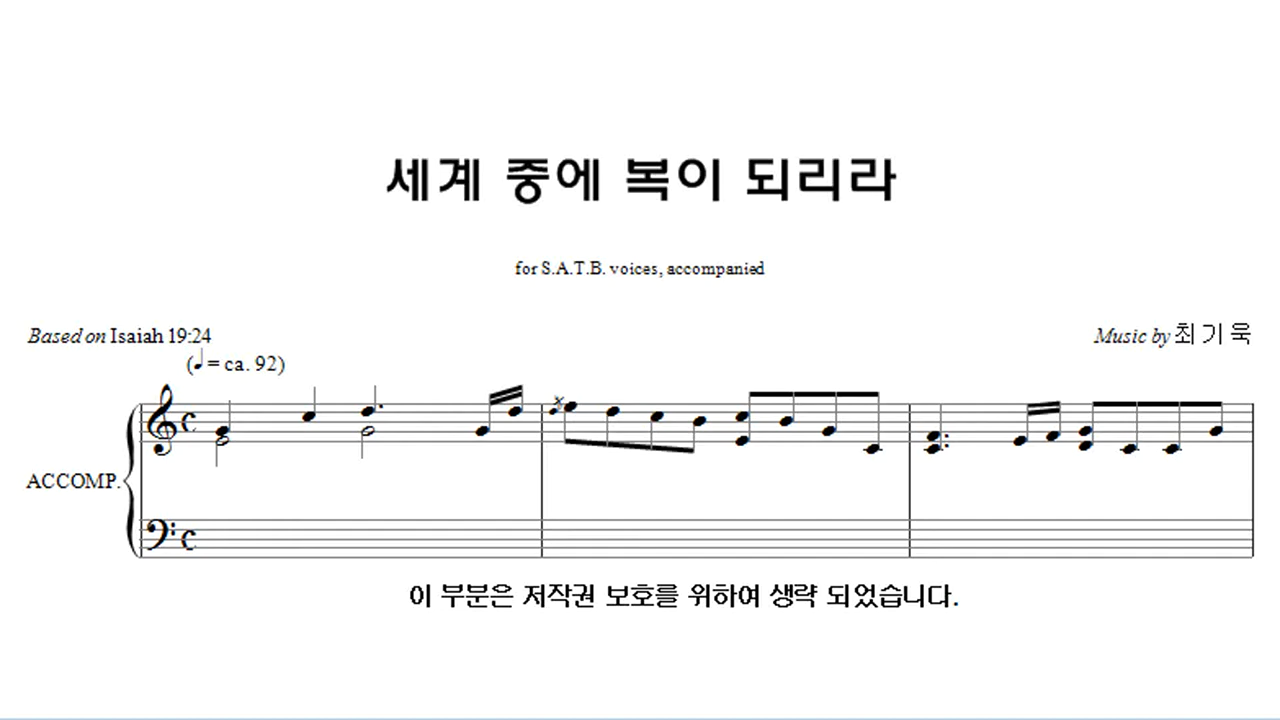 세계 중에 복이 되리라
for S.A.T.B. voices, accompanied
Based on Isaiah 19:24
Music by 최 기 욱
(♩= ca. 92)
ACCOMP.
이 부분은 저작권 보호를 위하여 생략 되었습니다.